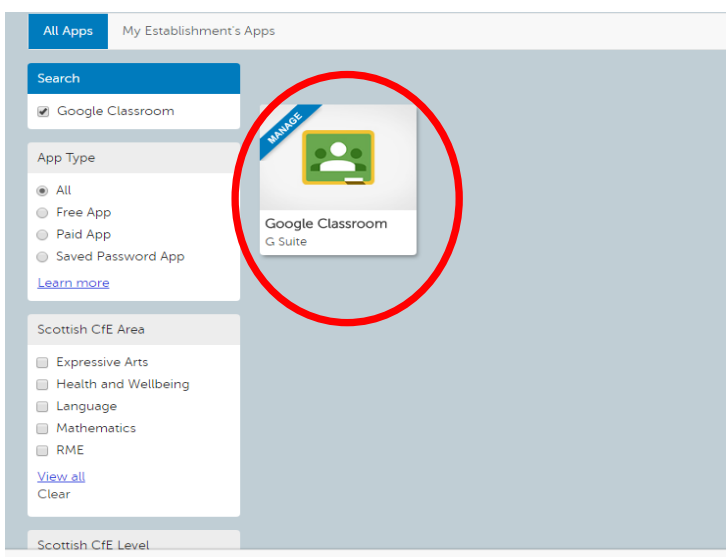 All Apps
My Establishment's Apps
Search
Google Classroom
App Type
All
Free App
Paid App
Saved Password App
Learn more
Scottish CfE Area
Expressive Arts
Health and Wellbeing
Language
Mathematics
RME
View all
Clear
Scottish CfE Level
MANAGE
Google Classroom
G Suite